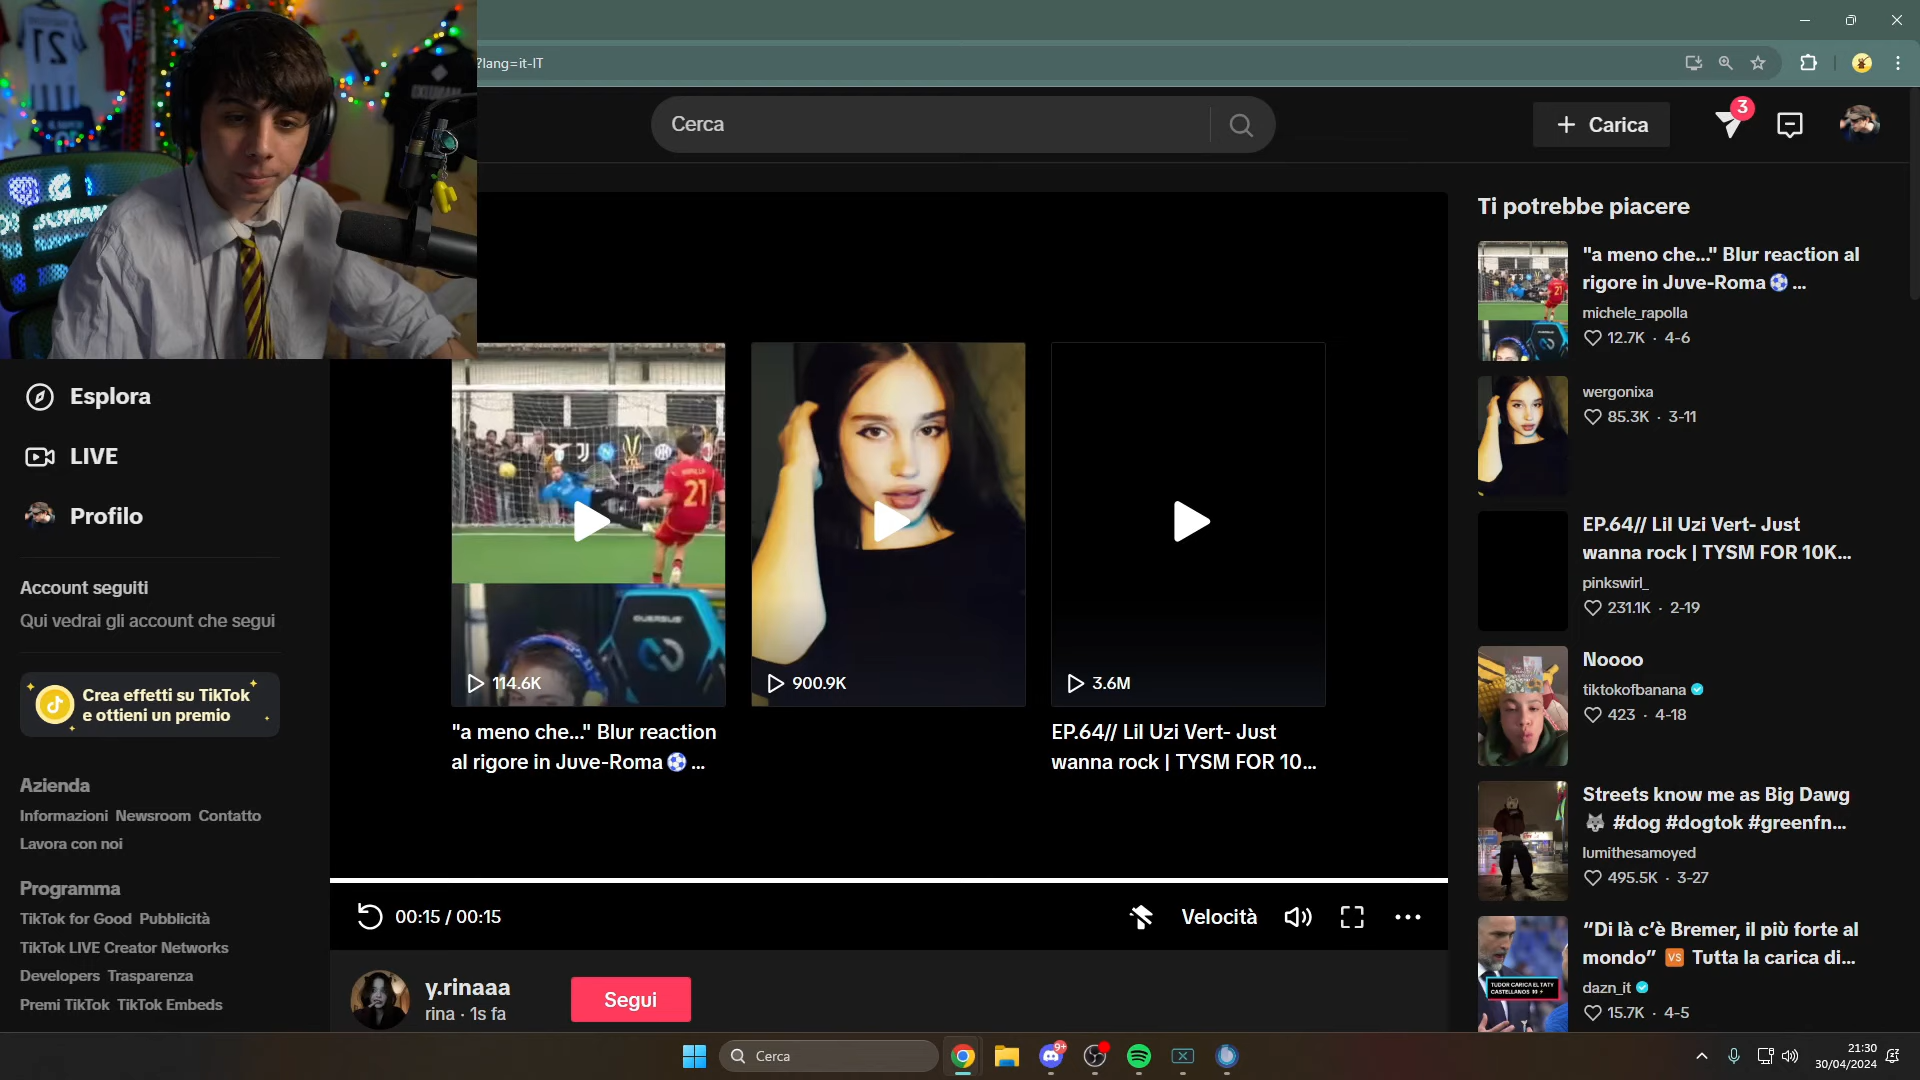 ?lang=it-IT
Cerca
+ Carica
3
Esplora
LIVE
Profilo
Account seguiti
Qui vedrai gli account che segui
Crea effetti su TikTok
e ottieni un premio
Azienda
Informazioni Newsroom Contatto
Lavora con noi
Programma
TikTok for Good Pubblicità
TikTok LIVE Creator Networks
Developers Trasparenza
Premi TikTok TikTok Embeds
21
114.6K
"a meno che..." Blur reaction
al rigore in Juve-Roma ⚽ ...
900.9K
3.6M
EP.64// Lil Uzi Vert- Just
wanna rock | TYSM FOR 10...
00:15 / 00:15
Velocità
y.rinaaa
rina · 1s fa
Segui
Ti potrebbe piacere
"a meno che..." Blur reaction al
rigore in Juve-Roma ⚽ ...
michele_rapolla
12.7K · 4-6
wergonixa
85.3K · 3-11
EP.64// Lil Uzi Vert- Just
wanna rock | TYSM FOR 10K...
pinkswirl_
231.1K · 2-19
Noooo
tiktokofbanana
423 · 4-18
Streets know me as Big Dawg
🐺 #dog #dogtok #greenfn...
lumithesamoyed
495.5K · 3-27
“Di là c’è Bremer, il più forte al
mondo” 🆚 Tutta la carica di...
dazn_it
15.7K · 4-5
TUDOR CARICA EL TATY
CASTELLANOS
Cerca
9+
21:30
30/04/2024